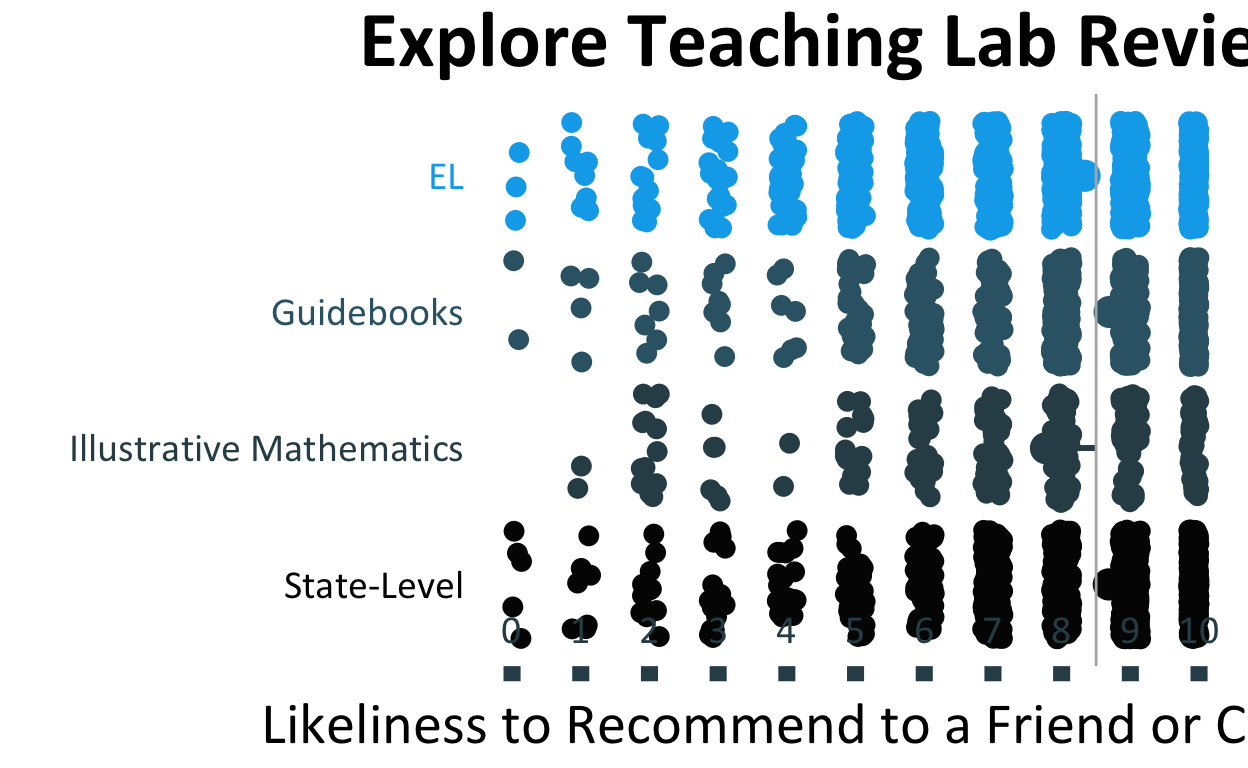 Explore Teaching Lab Revie
EL
Guidebooks
Illustrative Mathematics
State-Level
0 1 2 3 4 5 6 7 8 9 10
Likeliness to Recommend to a Friend or C